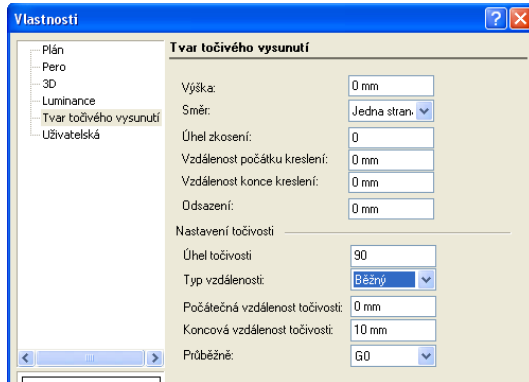 Vlastnosti
Plán
Pero
3D
Luminance
Tvar točivého vysunutí
Uživatelská
Tvar točivého vysunutí
Výška: 0 mm
Směr: Jedna stran
Úhel zkosení: 0
Vzdálenost počátku kreslení: 0 mm
Vzdálenost konce kreslení: 0 mm
Odsazení: 0 mm
Nastavení točivosti
Úhel točivosti 90
Typ vzdálenosti: Běžný
Počátečná vzdálenost točivosti: 0 mm
Koncová vzdálenost točivosti: 10 mm
Průběžně: G0